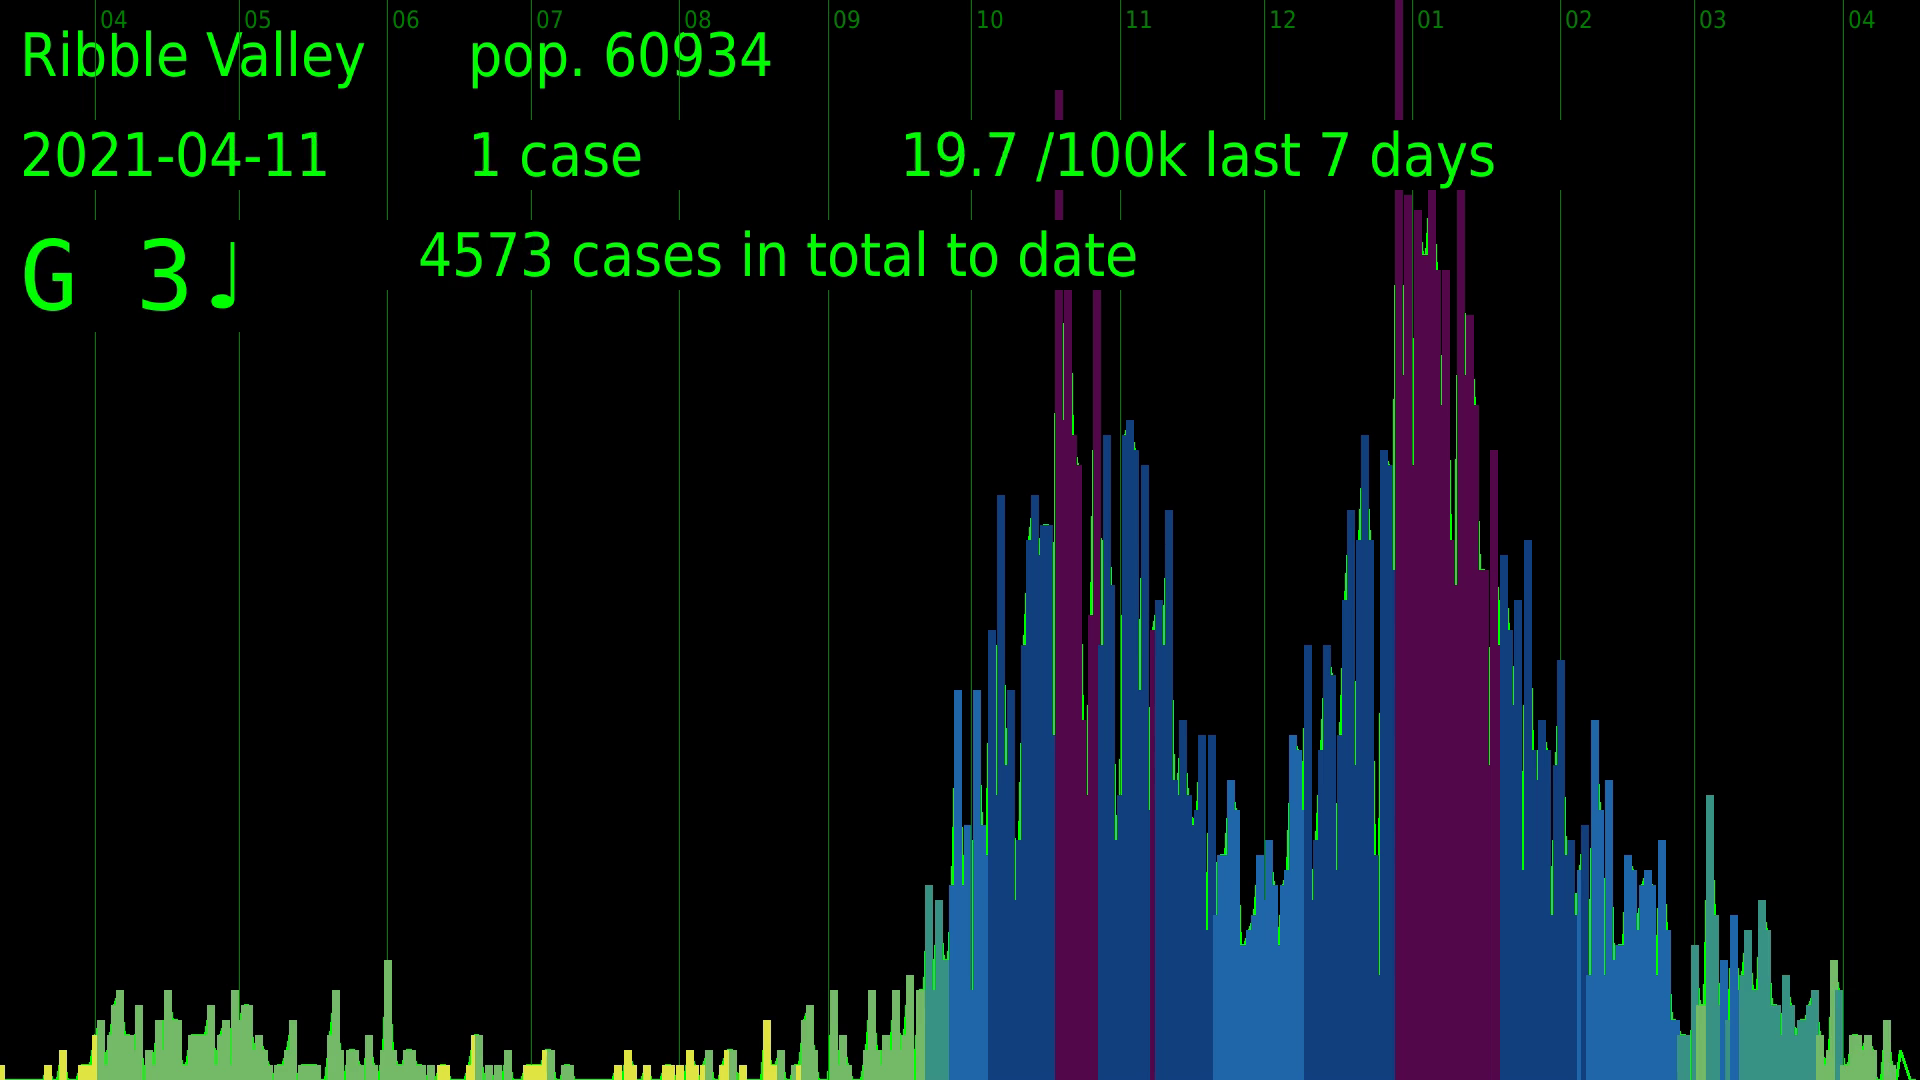 04 05 06 07 08 09 10 11 12 01 02 03 04
Ribble Valley pop. 60934
2021-04-11 1 case 19.7 /100k last 7 days
G 3♩ 4573 cases in total to date